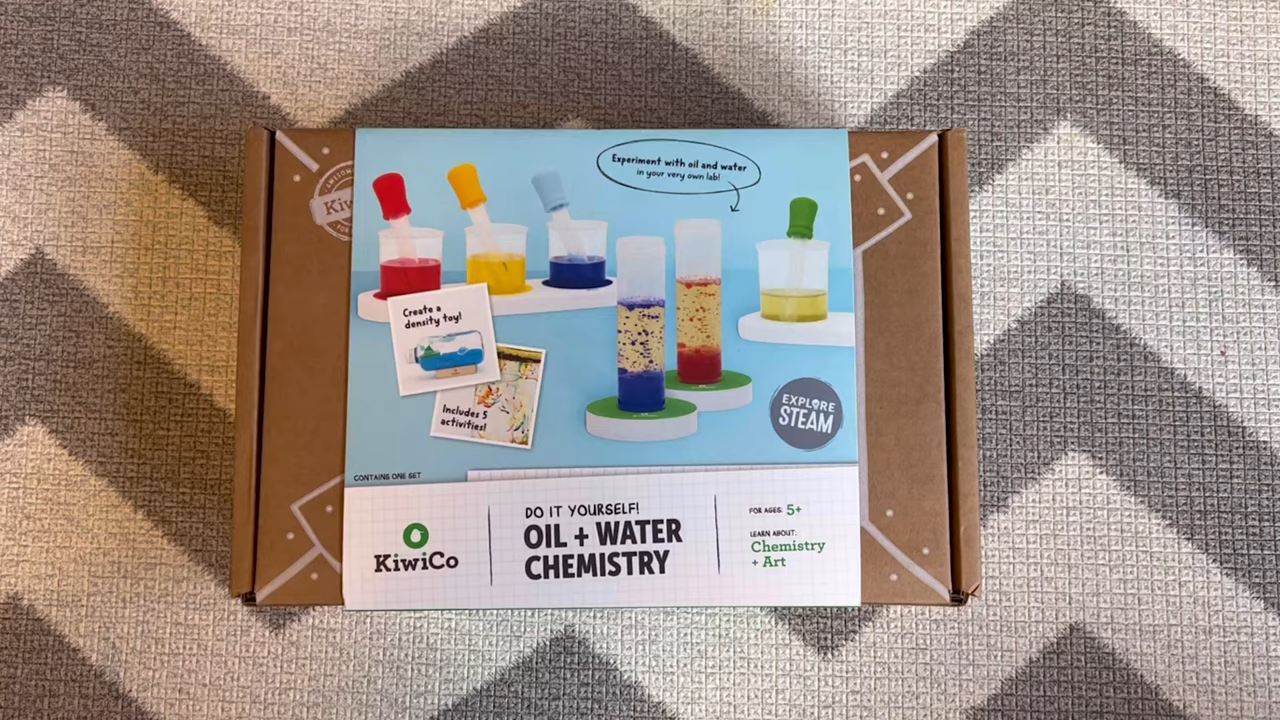 Experiment with oil and water
in your very own lab!
Create a
density toy!
Includes 5
activities!
EXPLORE
STEAM
CONTAINS ONE SET
KiwiCo
DO IT YOURSELF!
OIL + WATER
CHEMISTRY
FOR AGES: 5+
LEARN ABOUT:
Chemistry
+ Art